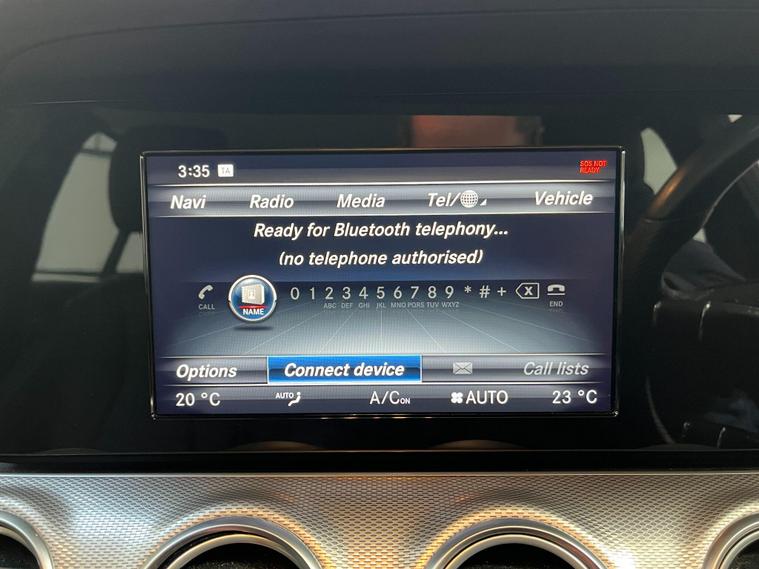 3:35 TA SOS NOT
READY
Navi Radio Media Tel/ Vehicle
Ready for Bluetooth telephony...
(no telephone authorised)
0 1 2 3 4 5 6 7 8 9 * # +
CALL NAME ABC DEF GHI JKL MNO PQRS TUV WXYZ END
Options Connect device Call lists
20 °C AUTO A/C ON AUTO 23 °C